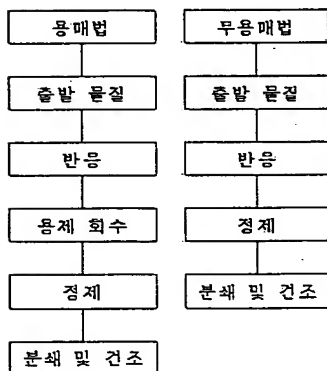 용매법
출발 물질
반응
용제 회수
정제
분쇄 및 건조
무용매법
출발 물질
반응
정제
분쇄 및 건조